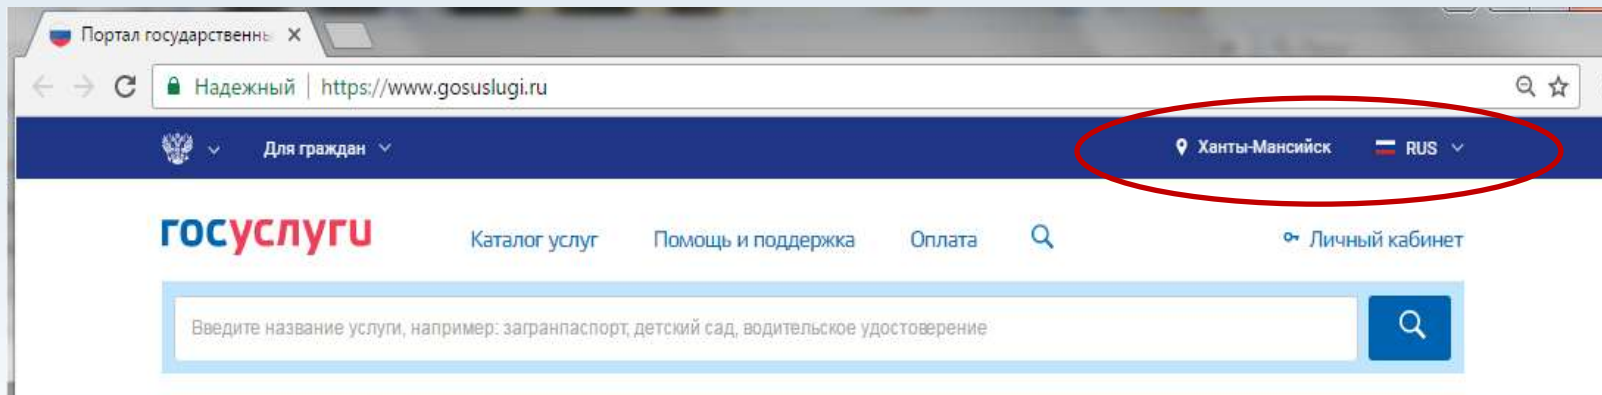 Портал государственны
Надежный https://www.gosuslugi.ru
Для граждан Ханты-Мансийск RUS
госуслуги Каталог услуг Помощь и поддержка Оплата Личный кабинет
Введите название услуги, например: загранпаспорт, детский сад, водительское удостоверение